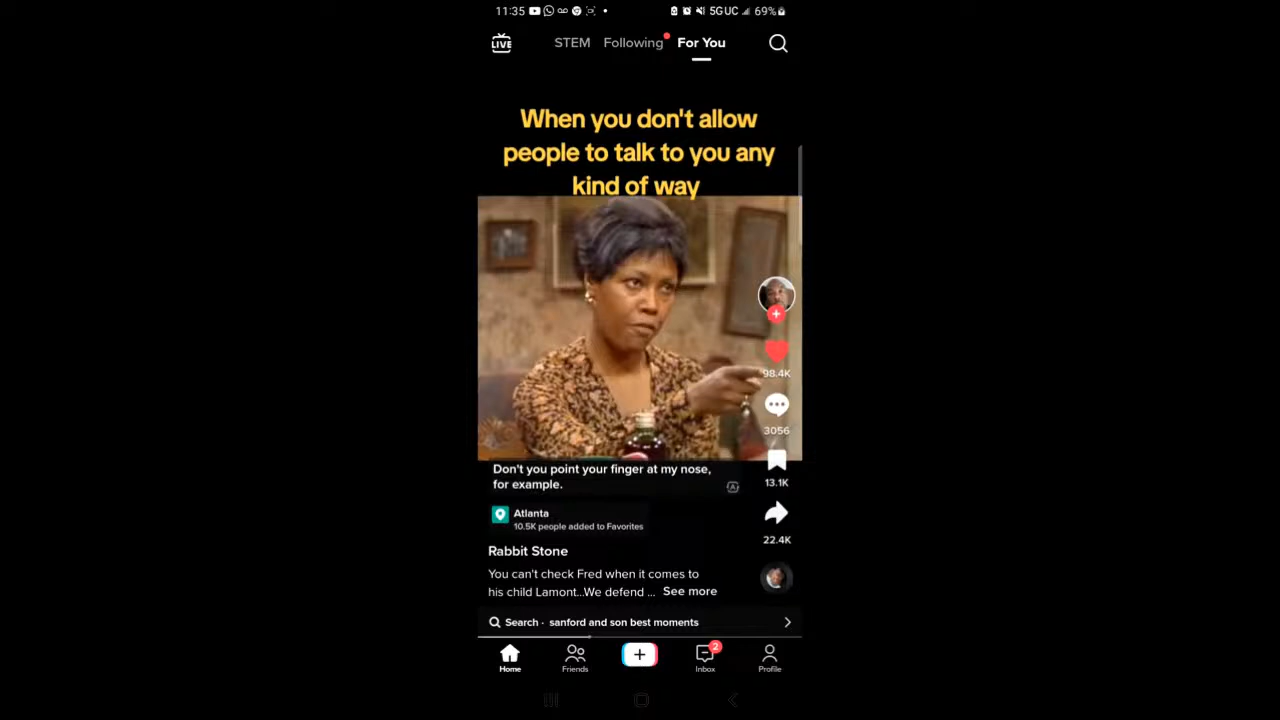 11:35 5GUC 69%
LIVE STEM Following For You
When you don't allow
people to talk to you any
kind of way
98.4K
3056
Don't you point your finger at my nose,
for example.
13.1K
Atlanta
10.5K people added to Favorites
22.4K
Rabbit Stone
You can't check Fred when it comes to
his child Lamont...We defend ... See more
Search · sanford and son best moments
2
Home Friends Inbox Profile